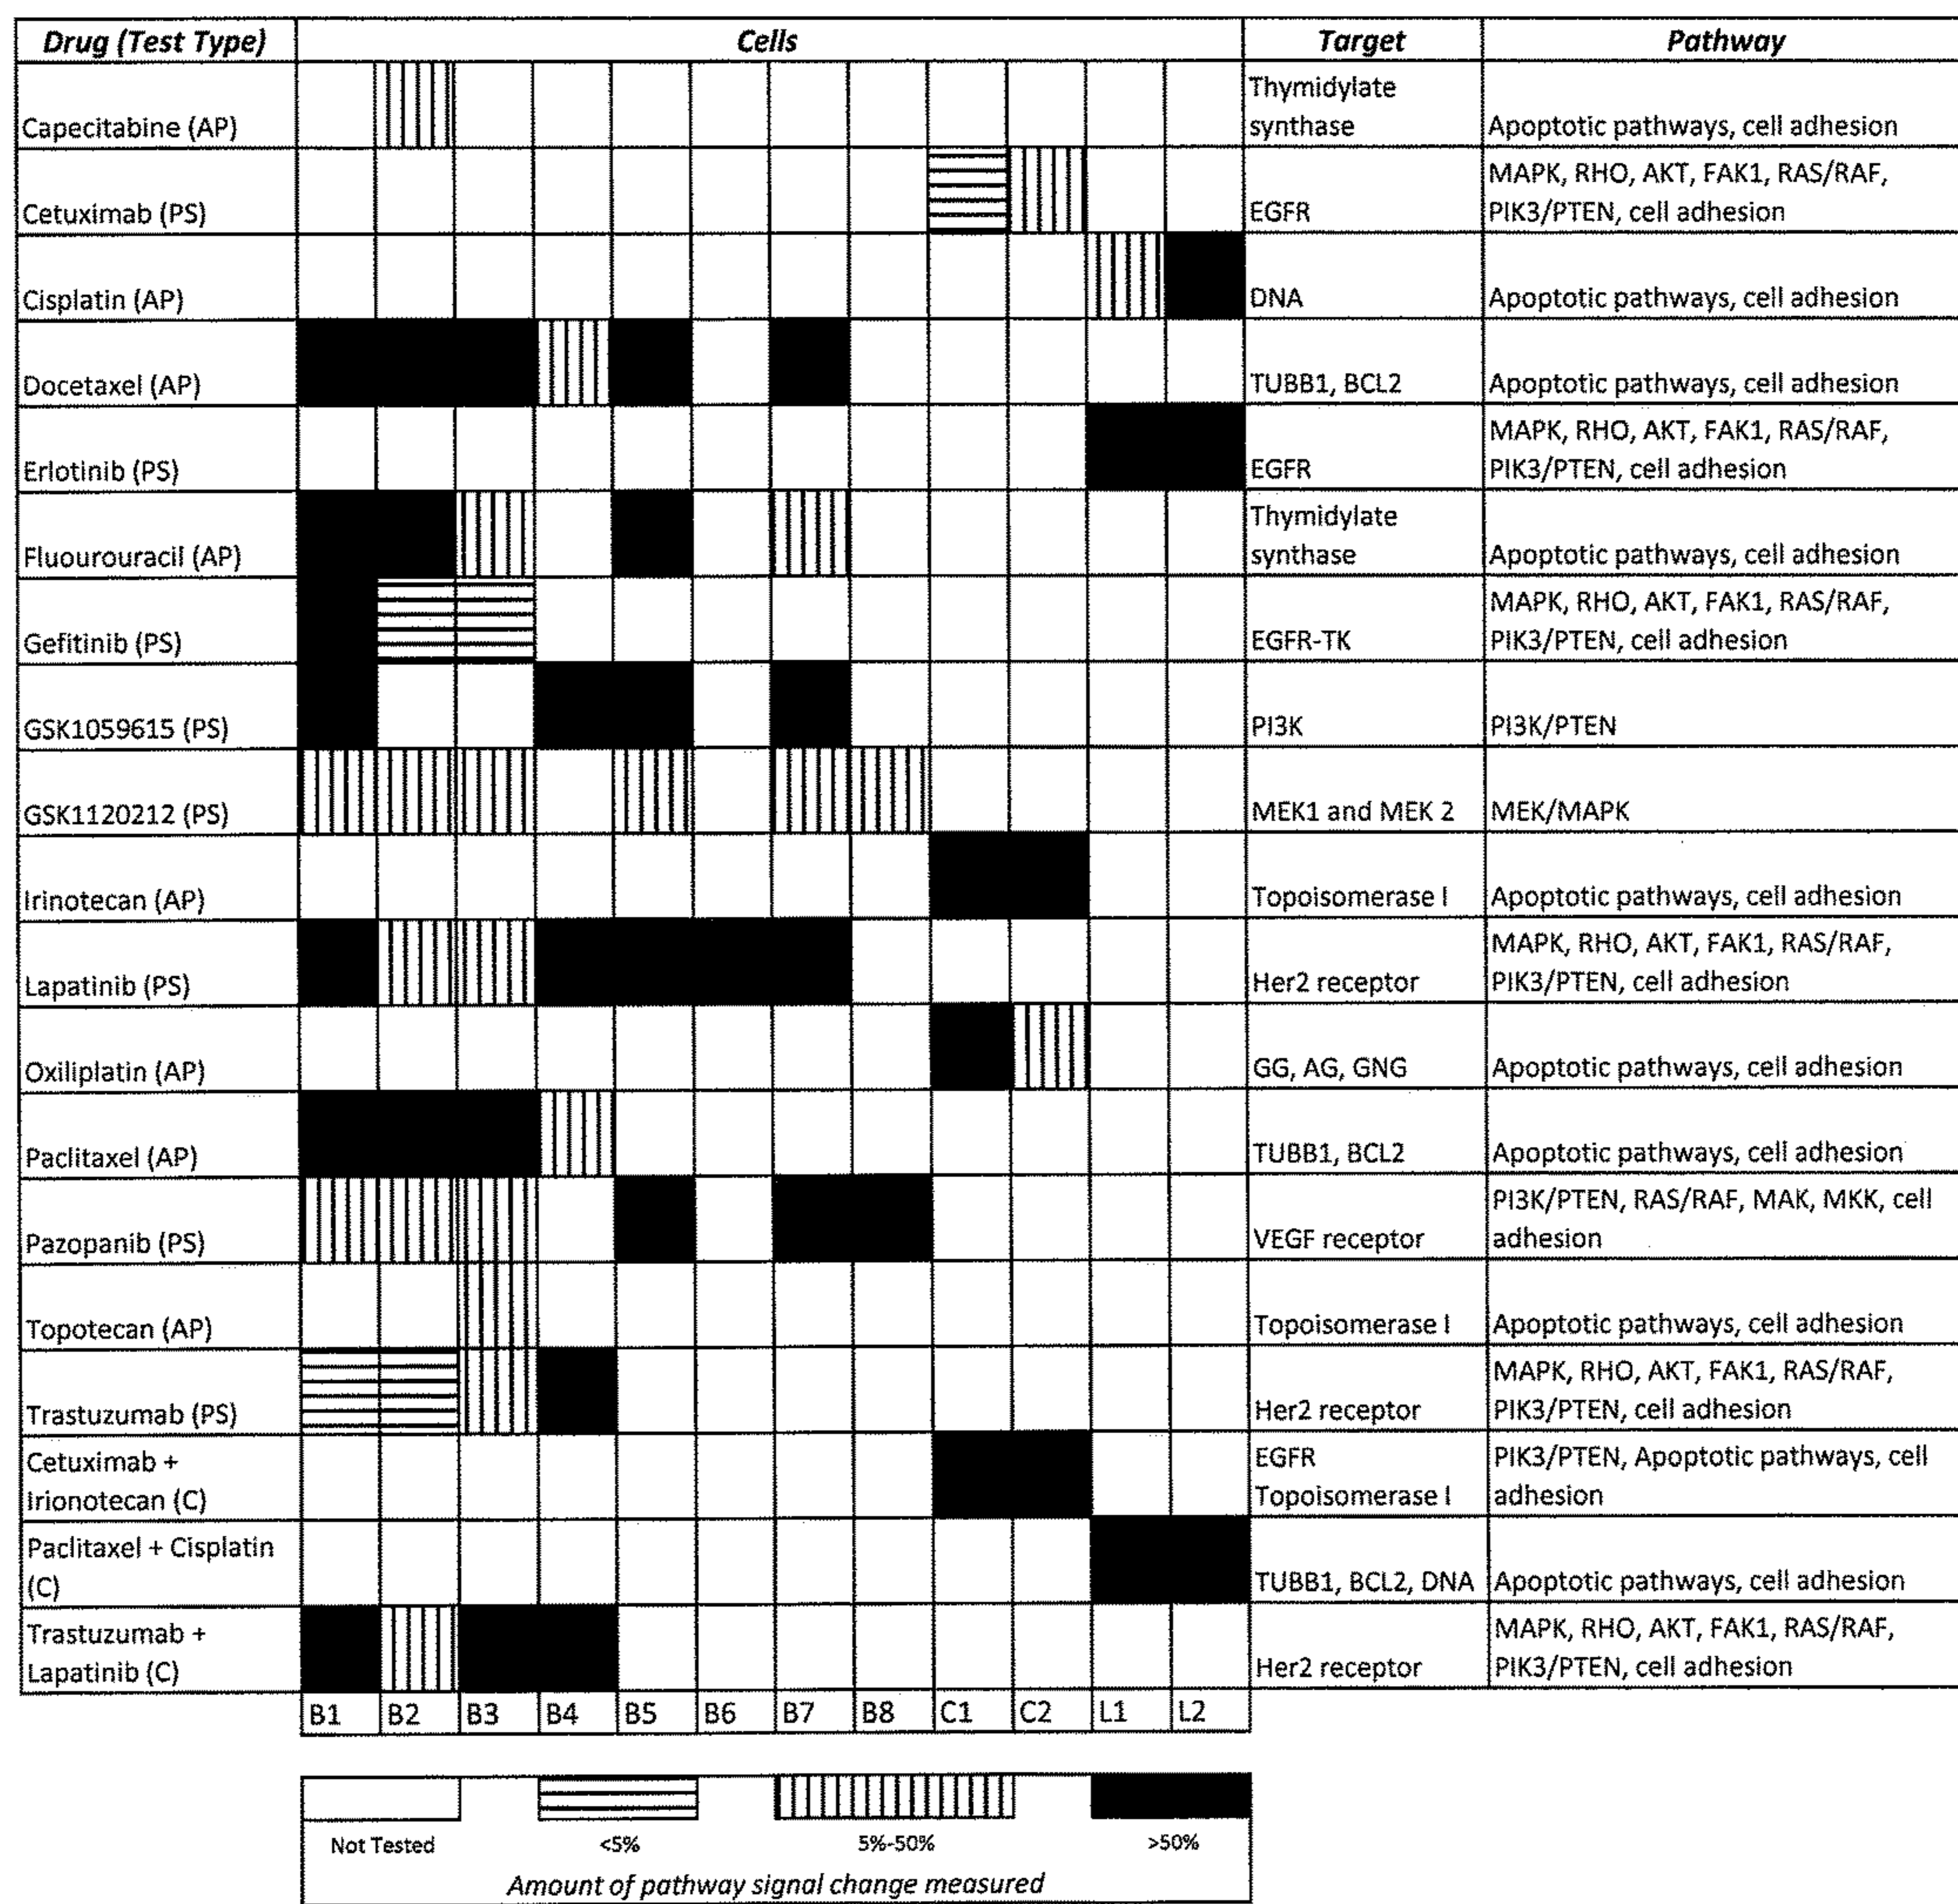 Drug (Test Type) Cells Target Pathway
Thymidylate
Capecitabine (AP) synthase Apoptotic pathways, cell adhesion
MAPK, RHO, AKT, FAK1, RAS/RAF,
Cetuximab (PS) EGFR PIK3/PTEN, cell adhesion
Cisplatin (AP) DNA Apoptotic pathways, cell adhesion
Docetaxel (AP) TUBB1, BCL2 Apoptotic pathways, cell adhesion
MAPK, RHO, AKT, FAK1, RAS/RAF,
Erlotinib (PS) EGFR PIK3/PTEN, cell adhesion
Thymidylate
Fluourouracil (AP) synthase Apoptotic pathways, cell adhesion
MAPK, RHO, AKT, FAK1, RAS/RAF,
Gefitinib (PS) EGFR-TK PIK3/PTEN, cell adhesion
GSK1059615 (PS) PI3K PI3K/PTEN
GSK1120212 (PS) MEK1 and MEK 2 MEK/MAPK
Irinotecan (AP) Topoisomerase I Apoptotic pathways, cell adhesion
MAPK, RHO, AKT, FAK1, RAS/RAF,
Lapatinib (PS) Her2 receptor PIK3/PTEN, cell adhesion
Oxiliplatin (AP) GG, AG, GNG Apoptotic pathways, cell adhesion
Paclitaxel (AP) TUBB1, BCL2 Apoptotic pathways, cell adhesion
PI3K/PTEN, RAS/RAF, MAK, MKK, cell
Pazopanib (PS) VEGF receptor adhesion
Topotecan (AP) Topoisomerase I Apoptotic pathways, cell adhesion
MAPK, RHO, AKT, FAK1, RAS/RAF,
Trastuzumab (PS) Her2 receptor PIK3/PTEN, cell adhesion
Cetuximab + EGFR PIK3/PTEN, Apoptotic pathways, cell
Irionotecan (C) Topoisomerase I adhesion
Paclitaxel + Cisplatin
(C) TUBB1, BCL2, DNA Apoptotic pathways, cell adhesion
Trastuzumab + MAPK, RHO, AKT, FAK1, RAS/RAF,
Lapatinib (C) Her2 receptor PIK3/PTEN, cell adhesion
B1 B2 B3 B4 B5 B6 B7 B8 C1 C2 L1 L2
Not Tested <5% 5%-50% >50%
Amount of pathway signal change measured